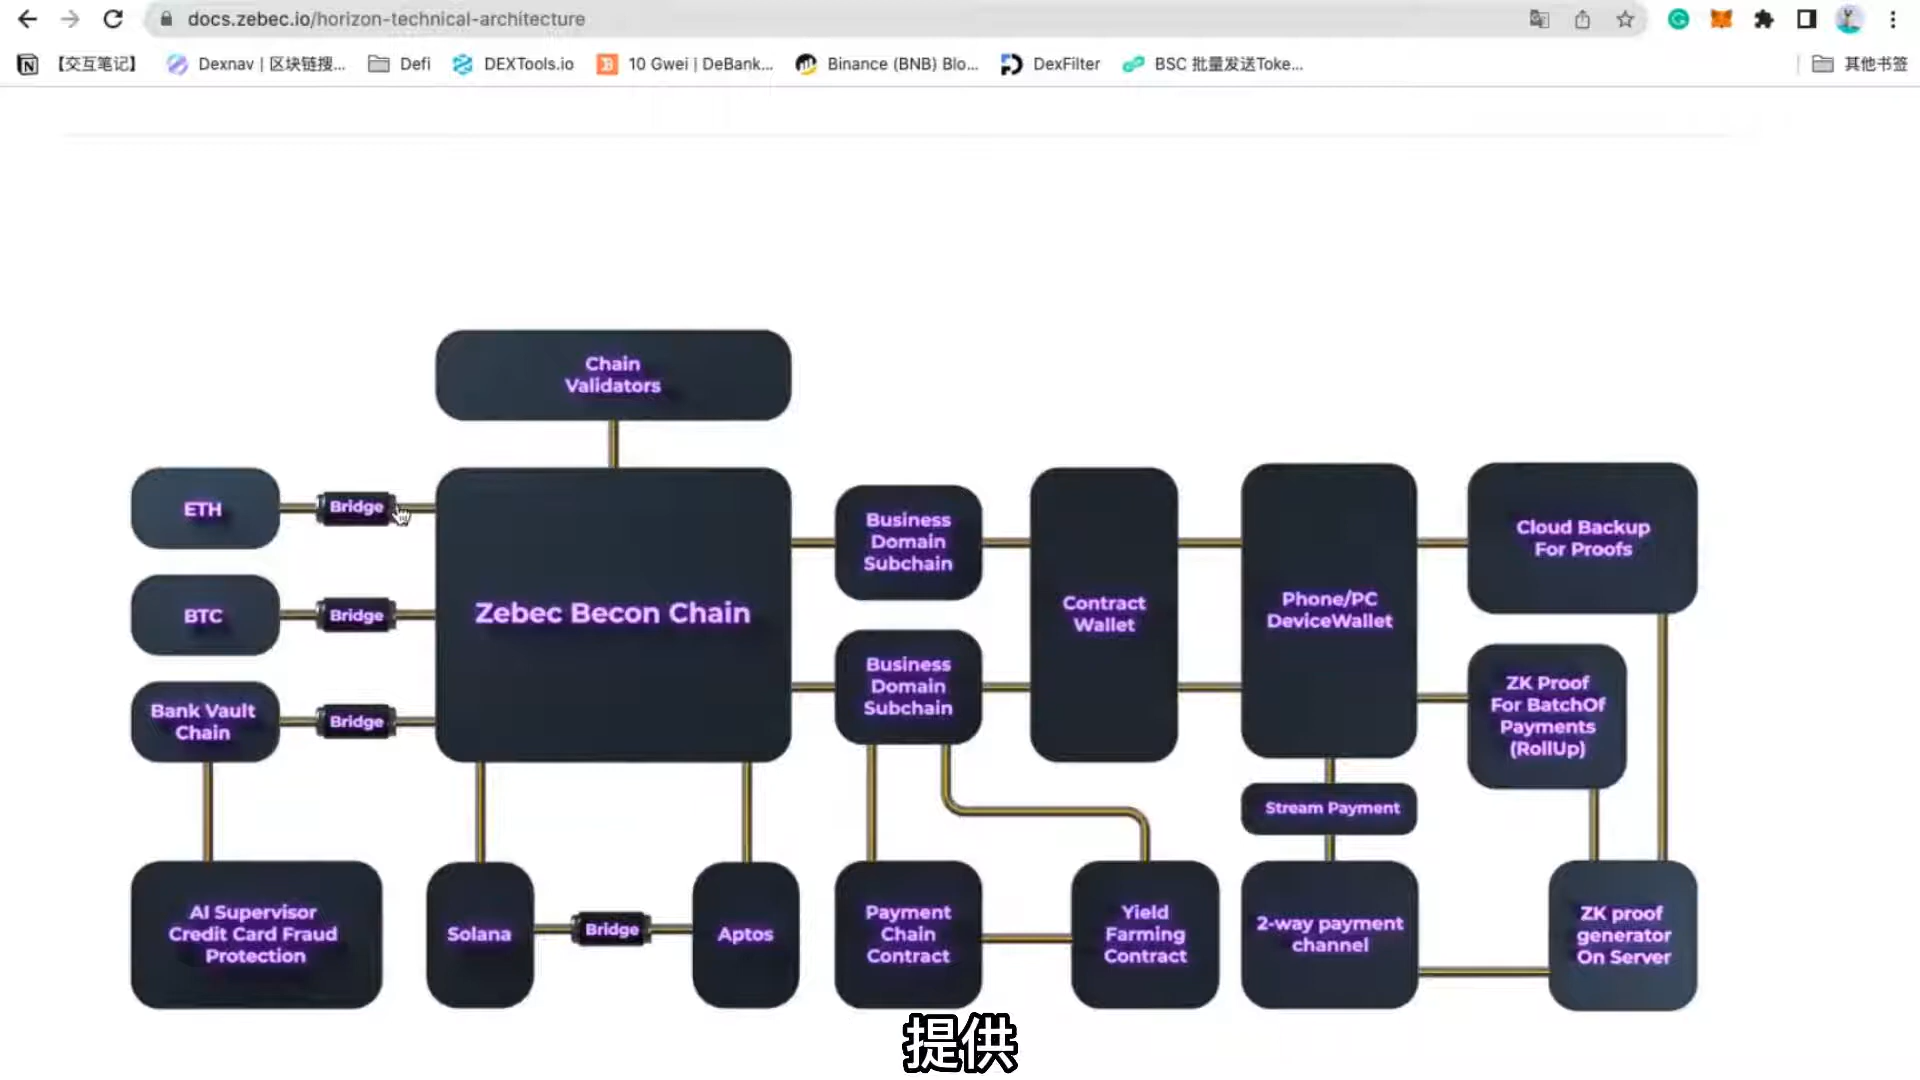 docs.zebec.io/horizon-technical-architecture
【交互笔记】
Dexnav | 区块链搜...
Defi
DEXTools.io
10 Gwei | DeBank...
Binance (BNB) Blo...
DexFilter
BSC 批量发送Toke...
其他书签
Chain
Validators
ETH
Bridge
BTC
Bridge
Bank Vault
Chain
Bridge
Zebec Becon Chain
Business
Domain
Subchain
Business
Domain
Subchain
Contract
Wallet
Phone/PC
DeviceWallet
Cloud Backup
For Proofs
ZK Proof
For BatchOf
Payments
(RollUp)
Stream Payment
AI Supervisor
Credit Card Fraud
Protection
Solana
Bridge
Aptos
Payment
Chain
Contract
Yield
Farming
Contract
2-way payment
channel
ZK proof
generator
On Server
提供